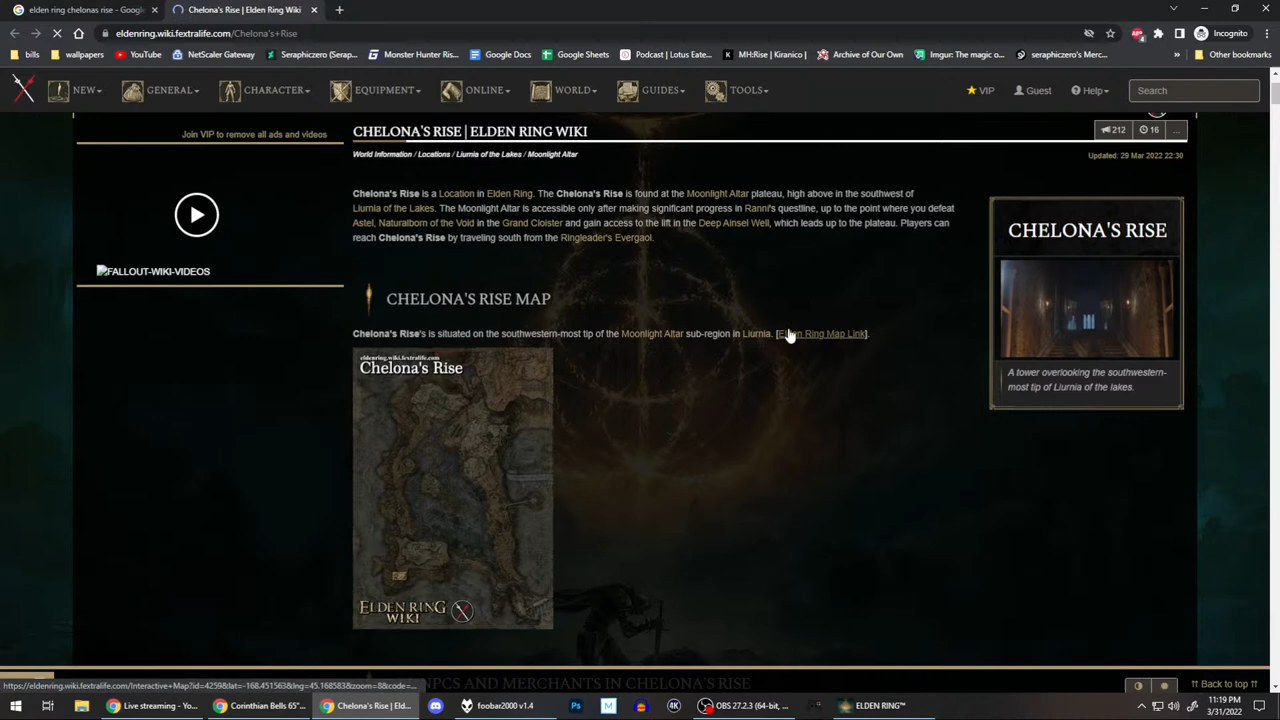 elden ring chelonas rise - Google
Chelona's Rise | Elden Ring Wiki
eldenring.wiki.fextralife.com/Chelona's+Rise
Incognito
bills
wallpapers
YouTube
NetScaler Gateway
Seraphiczero (Serap...
Monster Hunter Ris...
Google Docs
Google Sheets
Podcast | Lotus Eate...
MH:Rise | Kiranico |...
Archive of Our Own
Imgur: The magic o...
seraphiczero's Merc...
Other bookmarks
NEW
GENERAL
CHARACTER
EQUIPMENT
ONLINE
WORLD
GUIDES
TOOLS
VIP
Guest
Help
Search
Join VIP to remove all ads and videos
CHELONA'S RISE | ELDEN RING WIKI
212
16
...
World Information / Locations / Liurnia of the Lakes / Moonlight Altar
Updated: 29 Mar 2022 22:30
Chelona's Rise is a Location in Elden Ring. The Chelona's Rise is found at the Moonlight Altar plateau, high above in the southwest of
Liurnia of the Lakes. The Moonlight Altar is accessible only after making significant progress in Ranni's questline, up to the point where you defeat
Astel, Naturalborn of the Void in the Grand Cloister and gain access to the lift in the Deep Ainsel Well, which leads up to the plateau. Players can
reach Chelona's Rise by traveling south from the Ringleader's Evergaol.
FALLOUT-WIKI-VIDEOS
CHELONA'S RISE
A tower overlooking the southwestern-
most tip of Liurnia of the lakes.
CHELONA'S RISE MAP
Chelona's Rise's is situated on the southwestern-most tip of the Moonlight Altar sub-region in Liurnia. [Elden Ring Map Link].
eldenring.wiki.fextralife.com
Chelona's Rise
ELDEN RING
WIKI
NPCS AND MERCHANTS IN CHELONA'S RISE
Back to top
https://eldenring.wiki.fextralife.com/Interactive+Map?id=4259&lat=-168.451563&lng=45.168583&zoom=8&code=...
Live streaming - Yo...
Corinthian Bells 65"...
Chelona's Rise | Eld...
foobar2000 v1.4
OBS 27.2.3 (64-bit, ...
ELDEN RING™
11:19 PM
3/31/2022